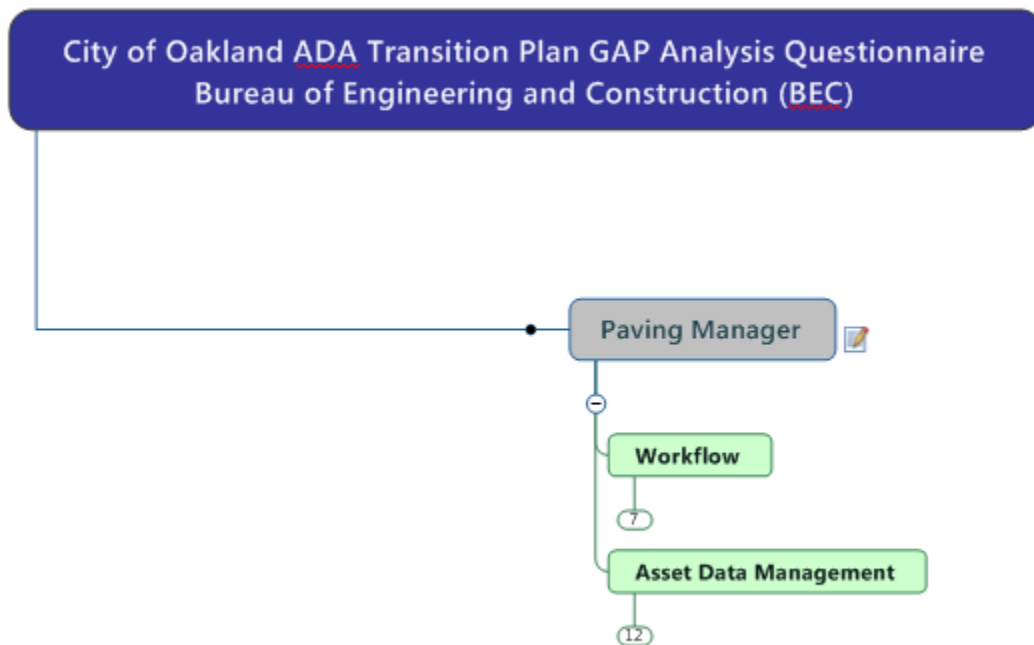 City of Oakland ADA Transition Plan GAP Analysis Questionnaire
Bureau of Engineering and Construction (BEC)
Paving Manager
Workflow
7
Asset Data Management
12